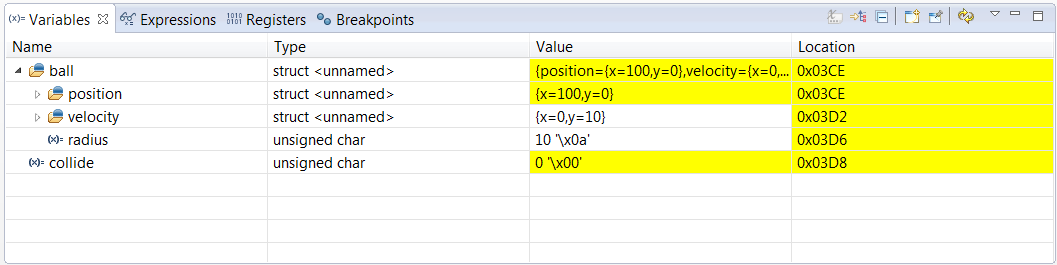 (x)= Variables Expressions 1010 0101 Registers Breakpoints
Name Type Value Location
ball struct <unnamed> {position={x=100,y=0},velocity={x=0,... 0x03CE
position struct <unnamed> {x=100,y=0} 0x03CE
velocity struct <unnamed> {x=0,y=10} 0x03D2
(x)= radius unsigned char 10 '\x0a' 0x03D6
(x)= collide unsigned char 0 '\x00' 0x03D8